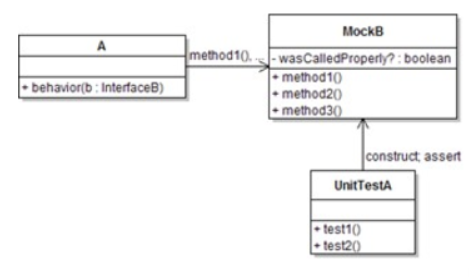 A
+ behavior(b : InterfaceB)
method1(), ...
MockB
- wasCalledProperly? : boolean
+ method1()
+ method2()
+ method3()
construct; assert
UnitTestA
+ test1()
+ test2()